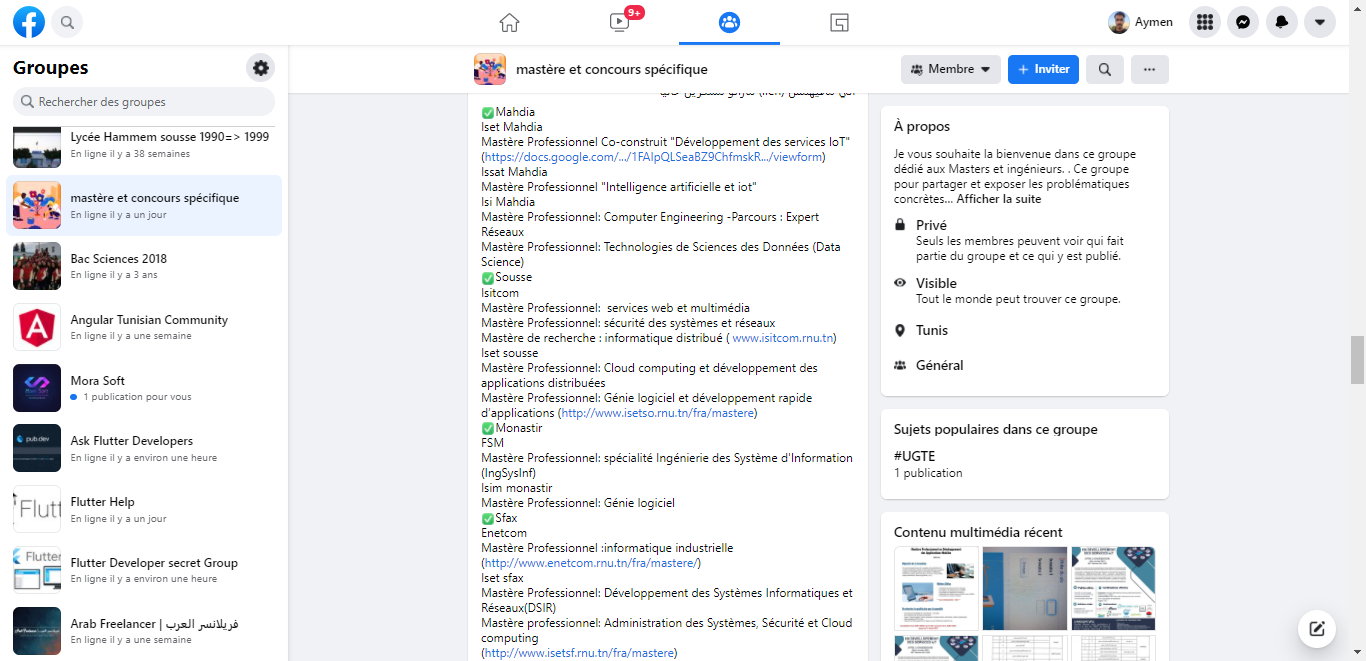 9+
Aymen
Groupes
Rechercher des groupes
Lycée Hammem sousse 1990=> 1999
En ligne il y a 38 semaines
mastère et concours spécifique
En ligne il y a un jour
Bac Sciences 2018
En ligne il y a 3 ans
Angular Tunisian Community
En ligne il y a une semaine
Mora Soft
1 publication pour vous
pub.dev
Ask Flutter Developers
En ligne il y a environ une heure
Flutt
Flutter Help
En ligne il y a un jour
Flutter
Flutter Developer secret Group
En ligne il y a environ une heure
Arab Freelancer | فريلانسر العرب
En ligne il y a une semaine
mastère et concours spécifique
Membre
+ Inviter
✅Mahdia
Iset Mahdia
Mastère Professionnel Co-construit "Développement des services IoT"
(https://docs.google.com/.../1FAIpQLSeaBZ9ChfmskR.../viewform)
Issat Mahdia
Mastère Professionnel "Intelligence artificielle et iot"
Isi Mahdia
Mastère Professionnel: Computer Engineering -Parcours : Expert
Réseaux
Mastère Professionnel: Technologies de Sciences des Données (Data
Science)
✅Sousse
Isitcom
Mastère Professionnel: services web et multimédia
Mastère Professionnel: sécurité des systèmes et réseaux
Mastère de recherche : informatique distribué ( www.isitcom.rnu.tn)
Iset sousse
Mastère Professionnel: Cloud computing et développement des
applications distribuées
Mastère Professionnel: Génie logiciel et développement rapide
d'applications (http://www.isetso.rnu.tn/fra/mastere)
✅Monastir
FSM
Mastère Professionnel: spécialité Ingénierie des Système d'Information
(IngSysInf)
Isim monastir
Mastère Professionnel: Génie logiciel
✅Sfax
Enetcom
Mastère Professionnel :informatique industrielle
(http://www.enetcom.rnu.tn/fra/mastere/)
Iset sfax
Mastère Professionnel: Développement des Systèmes Informatiques et
Réseaux(DSIR)
Mastère professionnel: Administration des Systèmes, Sécurité et Cloud
computing
(http://www.isetsf.rnu.tn/fra/mastere)
À propos
Je vous souhaite la bienvenue dans ce groupe
dédié aux Masters et ingénieurs. . Ce groupe
pour partager et exposer les problématiques
concrètes... Afficher la suite
Privé
Seuls les membres peuvent voir qui fait
partie du groupe et ce qui y est publié.
Visible
Tout le monde peut trouver ce groupe.
Tunis
Général
Sujets populaires dans ce groupe
#UGTE
1 publication
Contenu multimédia récent